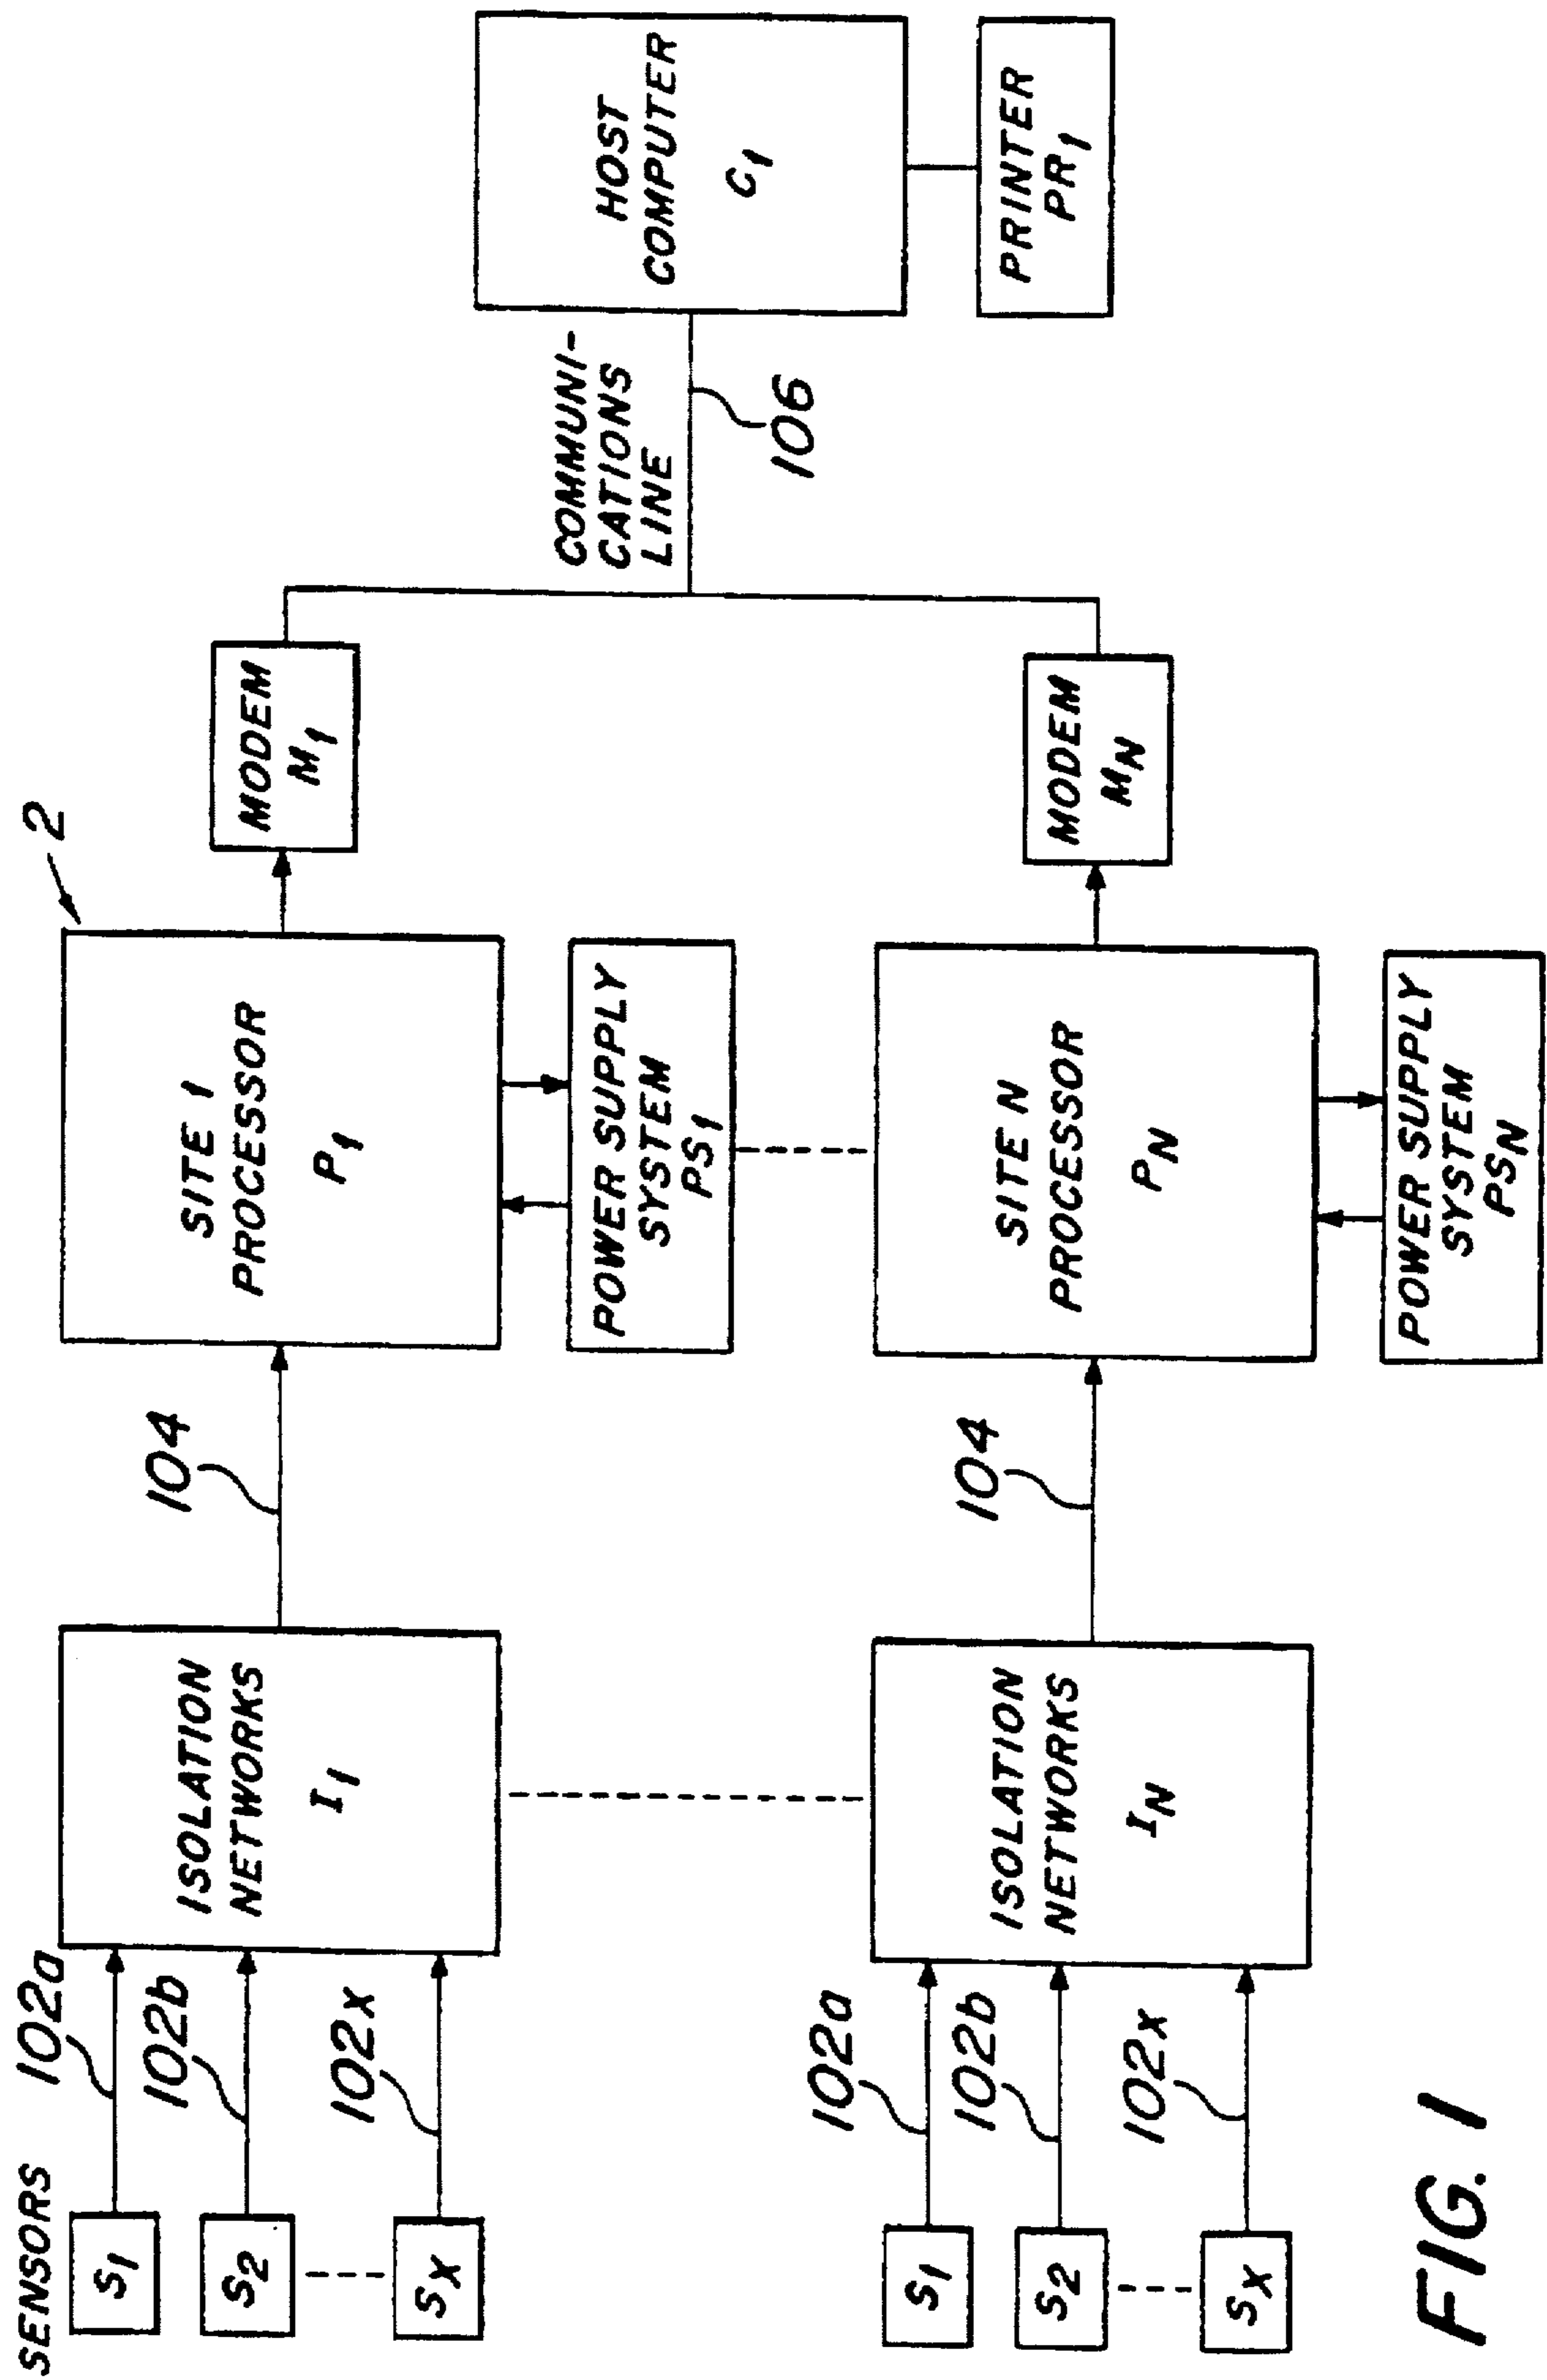 SENSORS
S1
S2
SX
102a
102b
102x
ISOLATION
NETWORKS
I1
104
SITE 1
PROCESSOR
P1
2
POWER SUPPLY
SYSTEM
PS1
MODEM
M1
COMMUNI-
CATIONS
LINE
106
HOST
COMPUTER
C1
PRINTER
PR1
S1
S2
SX
102a
102b
102x
ISOLATION
NETWORKS
IN
104
SITE N
PROCESSOR
PN
POWER SUPPLY
SYSTEM
PSN
MODEM
MN
FIG. 1